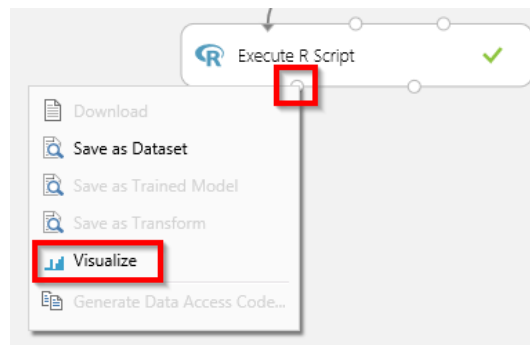 Execute R Script
Download
Save as Dataset
Save as Trained Model
Save as Transform
Visualize
Generate Data Access Code...